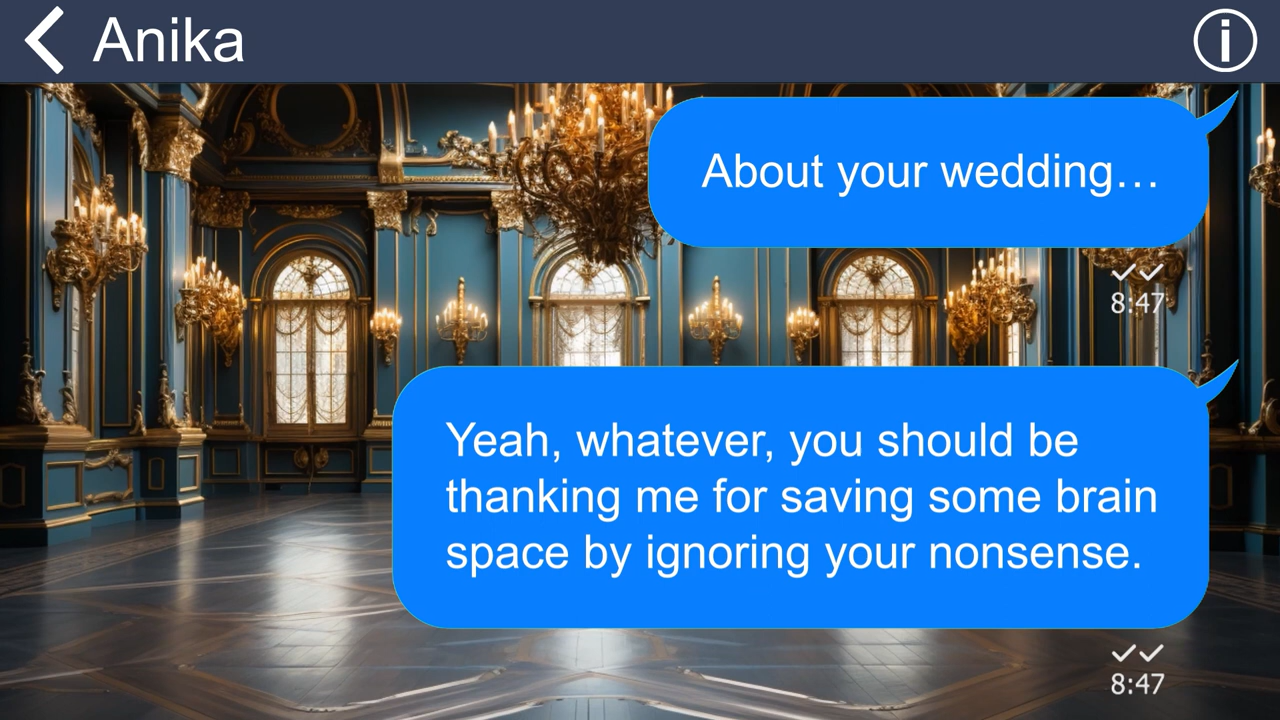 Anika
About your wedding…
8:47
Yeah, whatever, you should be
thanking me for saving some brain
space by ignoring your nonsense.
8:47